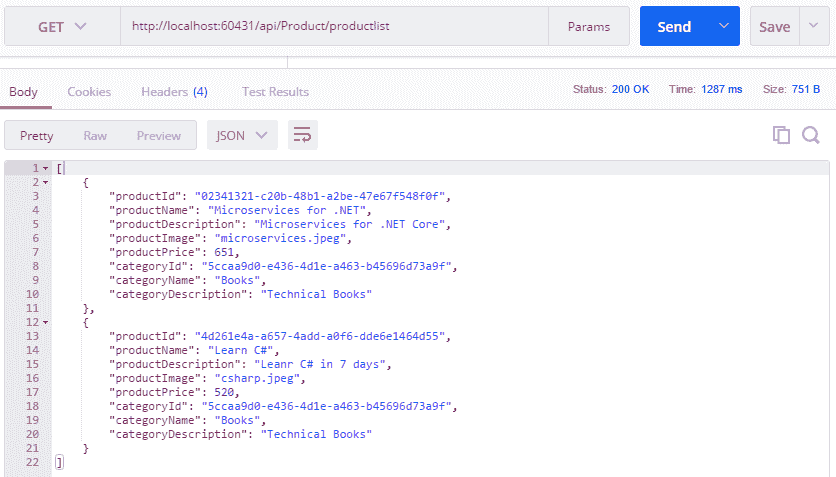 GET http://localhost:60431/api/Product/productlist Params Send Save
Body Cookies Headers (4) Test Results Status: 200 OK Time: 1287 ms Size: 751 B
Pretty Raw Preview JSON
1 [
2 {
3 "productId": "02341321-c20b-48b1-a2be-47e67f548f0f",
4 "productName": "Microservices for .NET",
5 "productDescription": "Microservices for .NET Core",
6 "productImage": "microservices.jpeg",
7 "productPrice": 651,
8 "categoryId": "5ccaa9d0-e436-4d1e-a463-b45696d73a9f",
9 "categoryName": "Books",
10 "categoryDescription": "Technical Books"
11 },
12 {
13 "productId": "4d261e4a-a657-4add-a0f6-dde6e1464d55",
14 "productName": "Learn C#",
15 "productDescription": "Leanr C# in 7 days",
16 "productImage": "csharp.jpeg",
17 "productPrice": 520,
18 "categoryId": "5ccaa9d0-e436-4d1e-a463-b45696d73a9f",
19 "categoryName": "Books",
20 "categoryDescription": "Technical Books"
21 }
22 ]